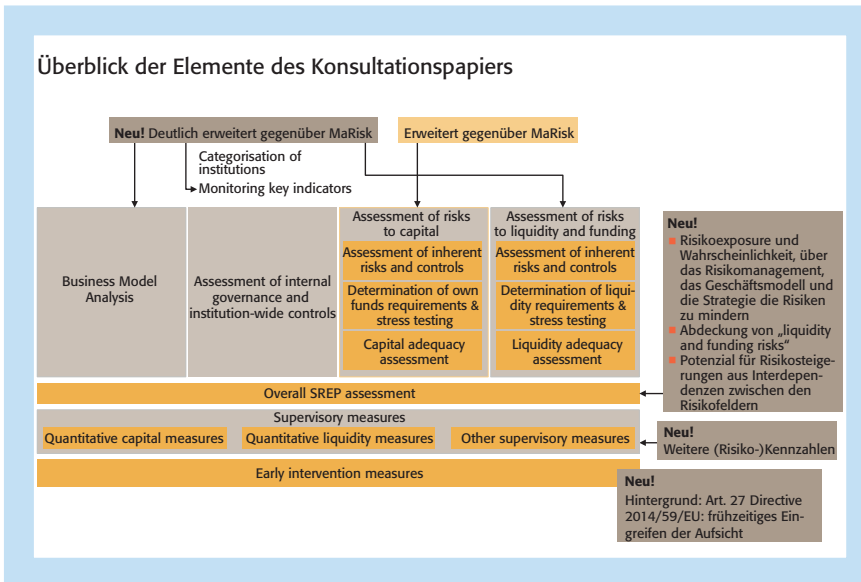 Überblick der Elemente des Konsultationspapiers
Neu! Deutlich erweitert gegenüber MaRisk
Erweitert gegenüber MaRisk
Categorisation of
institutions
Monitoring key indicators
Business Model
Analysis
Assessment of internal
governance and
institution-wide controls
Assessment of risks
to capital
Assessment of inherent
risks and controls
Determination of own
funds requirements &
stress testing
Capital adequacy
assessment
Assessment of risks
to liquidity and funding
Assessment of inherent
risks and controls
Determination of liqui-
dity requirements &
stress testing
Liquidity adequacy
assessment
Neu!
Risikoexposure und
Wahrscheinlichkeit, über
das Risikomanagement,
das Geschäftsmodell und
die Strategie die Risiken
zu mindern
Abdeckung von „liquidity
and funding risks“
Potenzial für Risikosteige-
rungen aus Interdepen-
denzen zwischen den
Risikofeldern
Overall SREP assessment
Supervisory measures
Quantitative capital measures
Quantitative liquidity measures
Other supervisory measures
Neu!
Weitere (Risiko-)Kennzahlen
Early intervention measures
Neu!
Hintergrund: Art. 27 Directive
2014/59/EU: frühzeitiges Ein-
greifen der Aufsicht